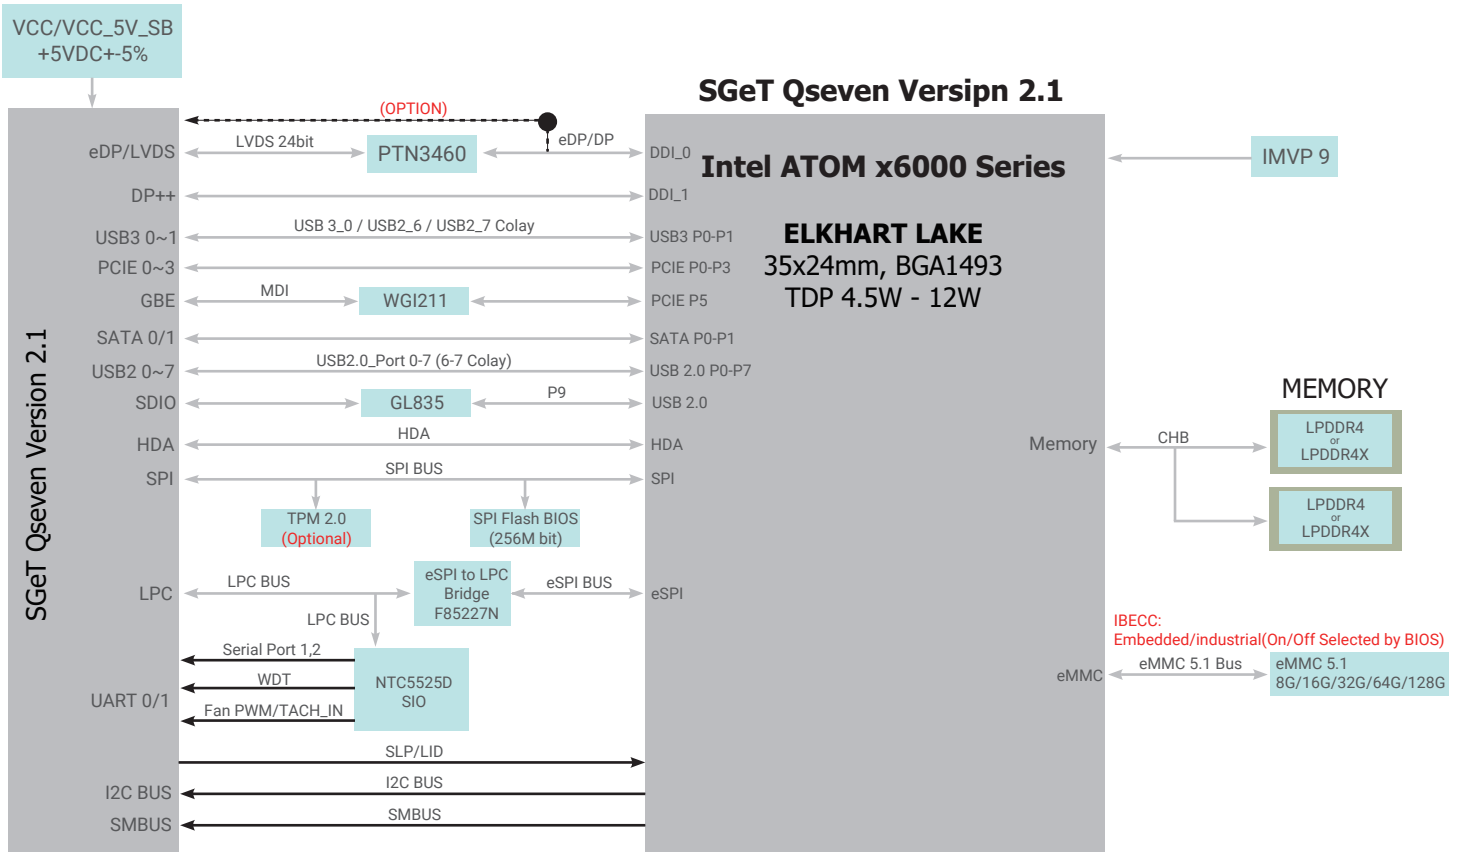 VCC/VCC_5V_SB
+5VDC+-5%
SGeT Qseven Versipn 2.1
(OPTION)
eDP/LVDS
LVDS 24bit
PTN3460
eDP/DP
DDI_0
Intel ATOM x6000 Series
IMVP 9
DP++
DDI_1
USB3 0~1
USB 3_0 / USB2_6 / USB2_7 Colay
USB3 P0-P1
ELKHART LAKE
PCIE 0~3
PCIE P0-P3
35x24mm, BGA1493
GBE
MDI
WGI211
PCIE P5
TDP 4.5W - 12W
SATA 0/1
SATA P0-P1
USB2 0~7
USB2.0_Port 0-7 (6-7 Colay)
USB 2.0 P0-P7
SDIO
GL835
P9
USB 2.0
MEMORY
HDA
HDA
HDA
Memory
CHB
LPDDR4
or
LPDDR4X
SPI
SPI BUS
SPI
LPDDR4
or
LPDDR4X
TPM 2.0
(Optional)
SPI Flash BIOS
(256M bit)
SGeT Qseven Version 2.1
LPC
LPC BUS
eSPI to LPC
Bridge
F85227N
eSPI BUS
eSPI
LPC BUS
IBECC:
Embedded/industrial(On/Off Selected by BIOS)
eMMC
eMMC 5.1 Bus
eMMC 5.1
8G/16G/32G/64G/128G
Serial Port 1,2
WDT
UART 0/1
Fan PWM/TACH_IN
NTC5525D
SIO
SLP/LID
I2C BUS
I2C BUS
SMBUS
SMBUS